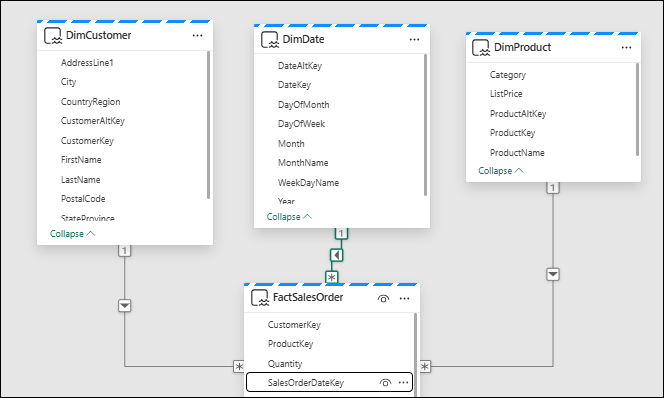 DimCustomer
AddressLine1
City
CountryRegion
CustomerAltKey
CustomerKey
FirstName
LastName
PostalCode
StateProvince
Collapse
1
DimDate
DateAltKey
DateKey
DayOfMonth
DayOfWeek
Month
MonthName
WeekDayName
Year
Collapse
1
*
DimProduct
Category
ListPrice
ProductAltKey
ProductKey
ProductName
Collapse
1
FactSalesOrder
CustomerKey
ProductKey
Quantity
SalesOrderDateKey
*
*